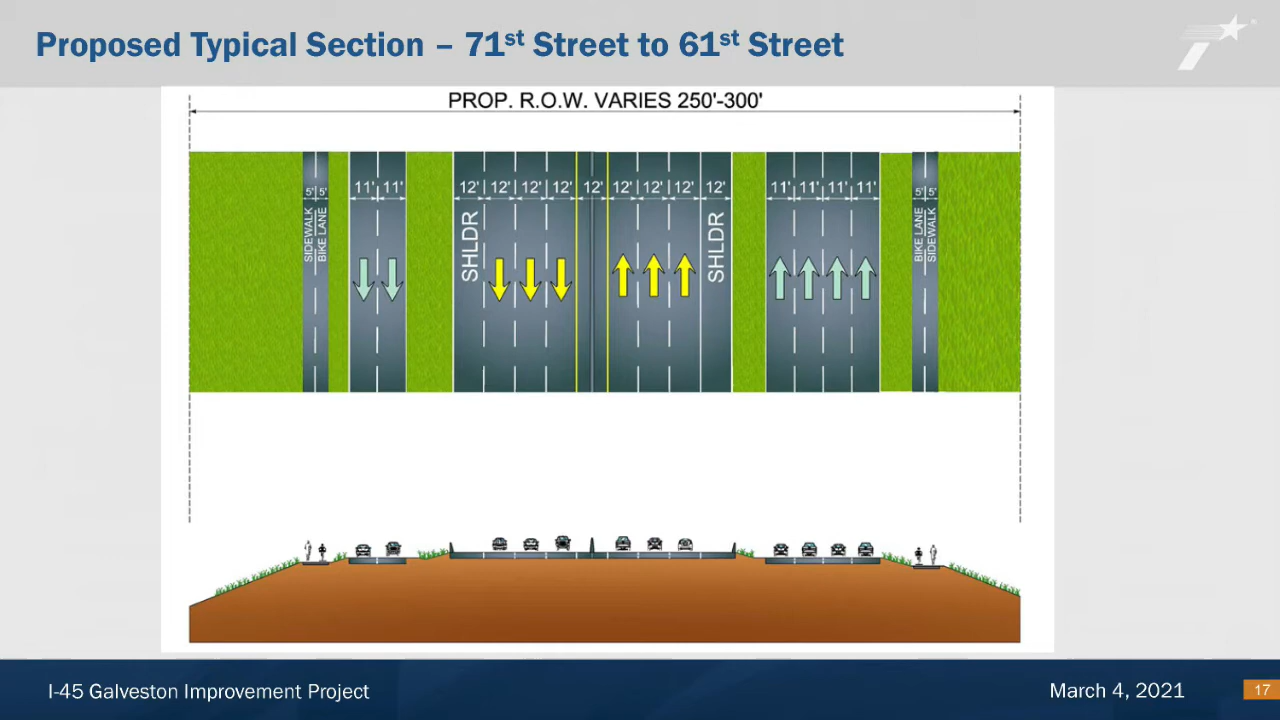 Proposed Typical Section – 71st Street to 61st Street
PROP. R.O.W. VARIES 250'-300'
5' 5' 11' 11' 12' 12' 12' 12' 12' 12' 12' 12' 12' 11' 11' 11' 11' 5' 5'
SIDEWALK
BIKE LANE
SHLDR
SHLDR
BIKE LANE
SIDEWALK
I-45 Galveston Improvement Project
March 4, 2021
17